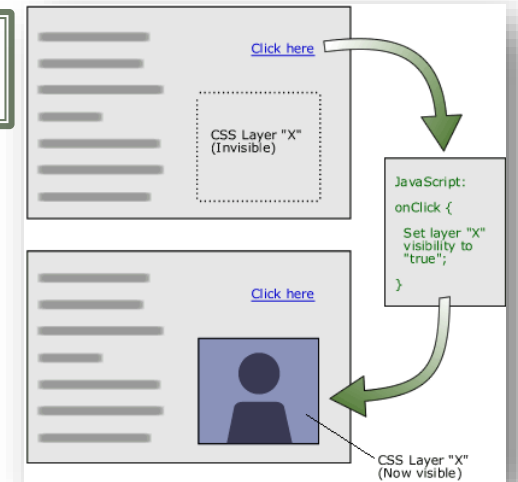 Click here
CSS Layer "X"
(Invisible)
JavaScript:
onClick {
Set layer "X"
visibility to
"true";
}
Click here
CSS Layer "X"
(Now visible)